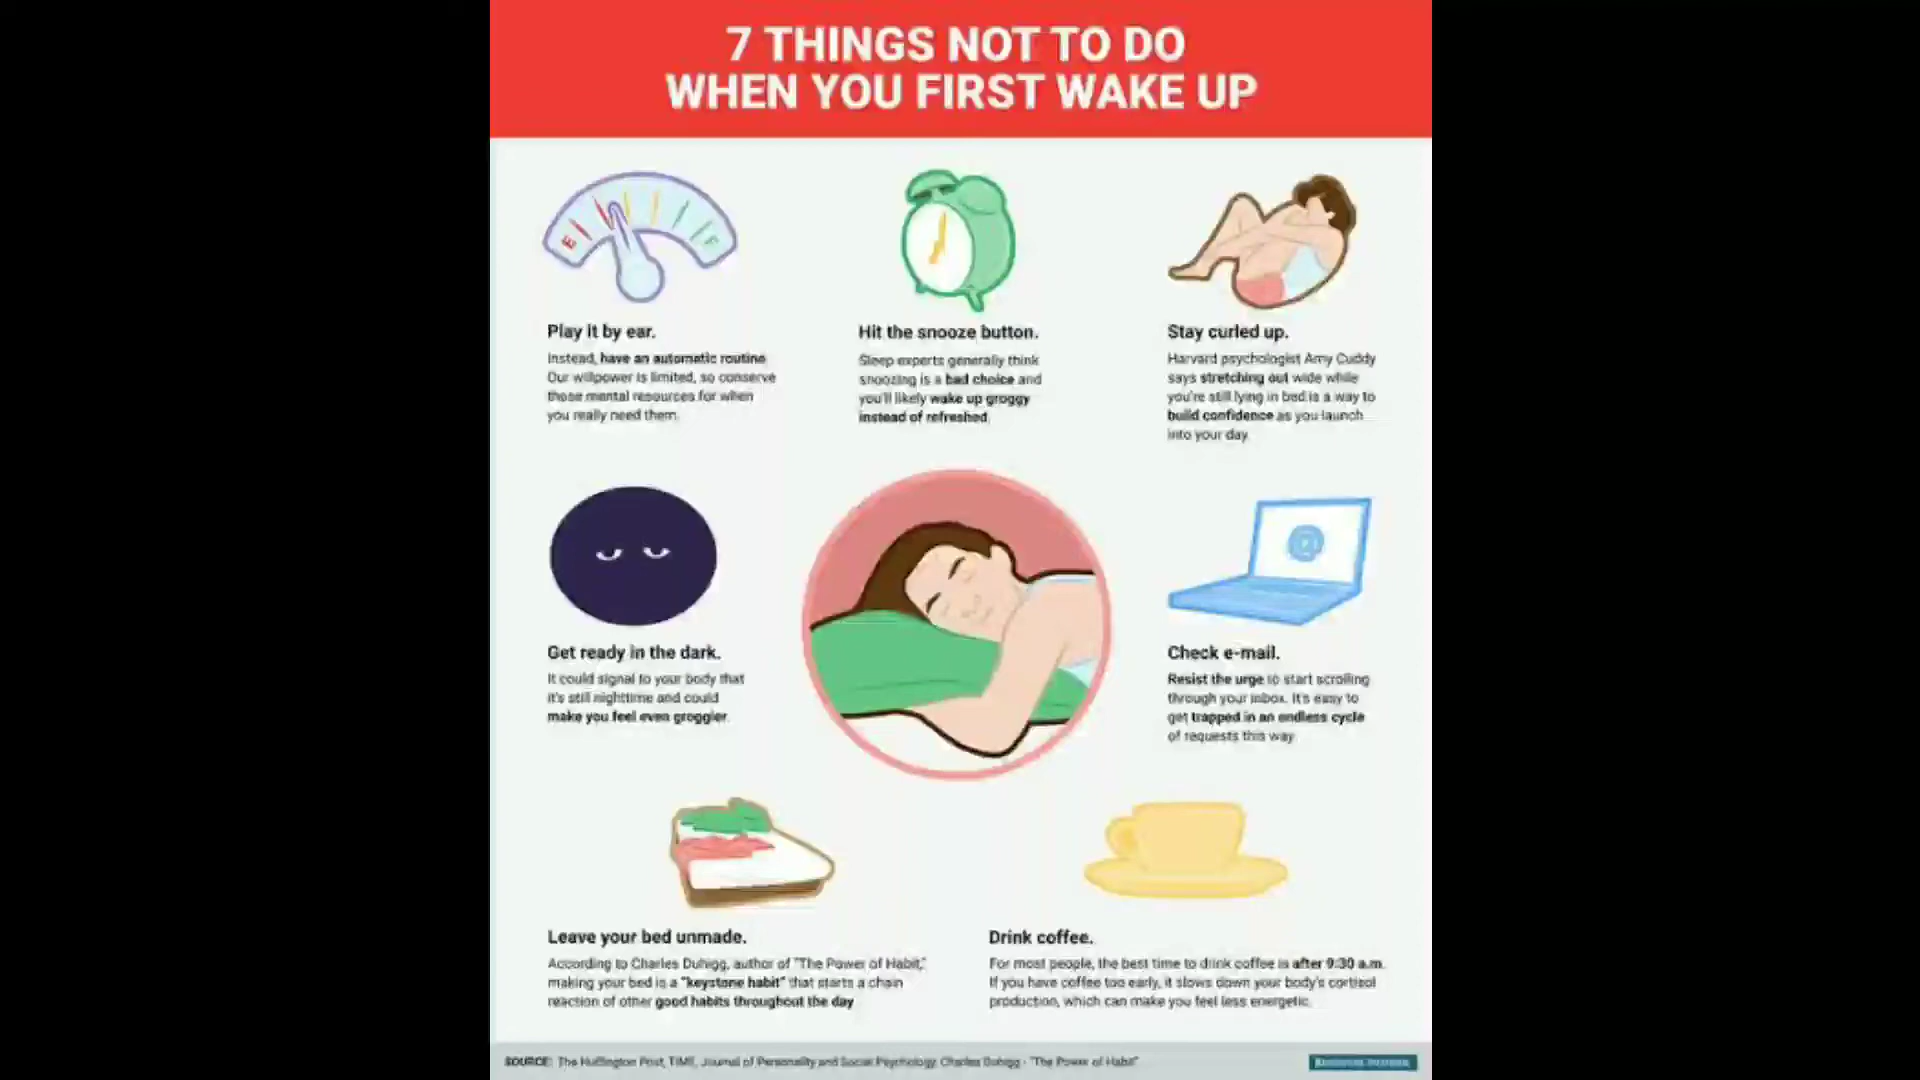 7 THINGS NOT TO DO
WHEN YOU FIRST WAKE UP
E
F
Play it by ear.
Instead, have an automatic routine
Our willpower is limited, so conserve
those mental resources for when
you really need them.
Hit the snooze button.
Sleep experts generally think
snoozing is a bad choice and
you'll likely wake up groggy
instead of refreshed.
Stay curled up.
Harvard psychologist Amy Cuddy
says stretching out wide while
you're still lying in bed is a way to
build confidence as you launch
into your day
Get ready in the dark.
It could signal to your body that
it's still nighttime and could
make you feel even groggier.
@
Check e-mail.
Resist the urge to start scrolling
through your inbox. It's easy to
get trapped in an endless cycle
of requests this way
Leave your bed unmade.
According to Charles Duhigg, author of "The Power of Habit,"
making your bed is a "keystone habit" that starts a chain
reaction of other good habits throughout the day
Drink coffee.
For most people, the best time to drink coffee is after 9:30 a.m.
If you have coffee too early, it slows down your body's cortisol
production, which can make you feel less energetic.
SOURCE: The Huffington Post, TIME, Journal of Personality and Social Psychology, Charles Duhigg - "The Power of Habit"
BUSINESS INSIDER